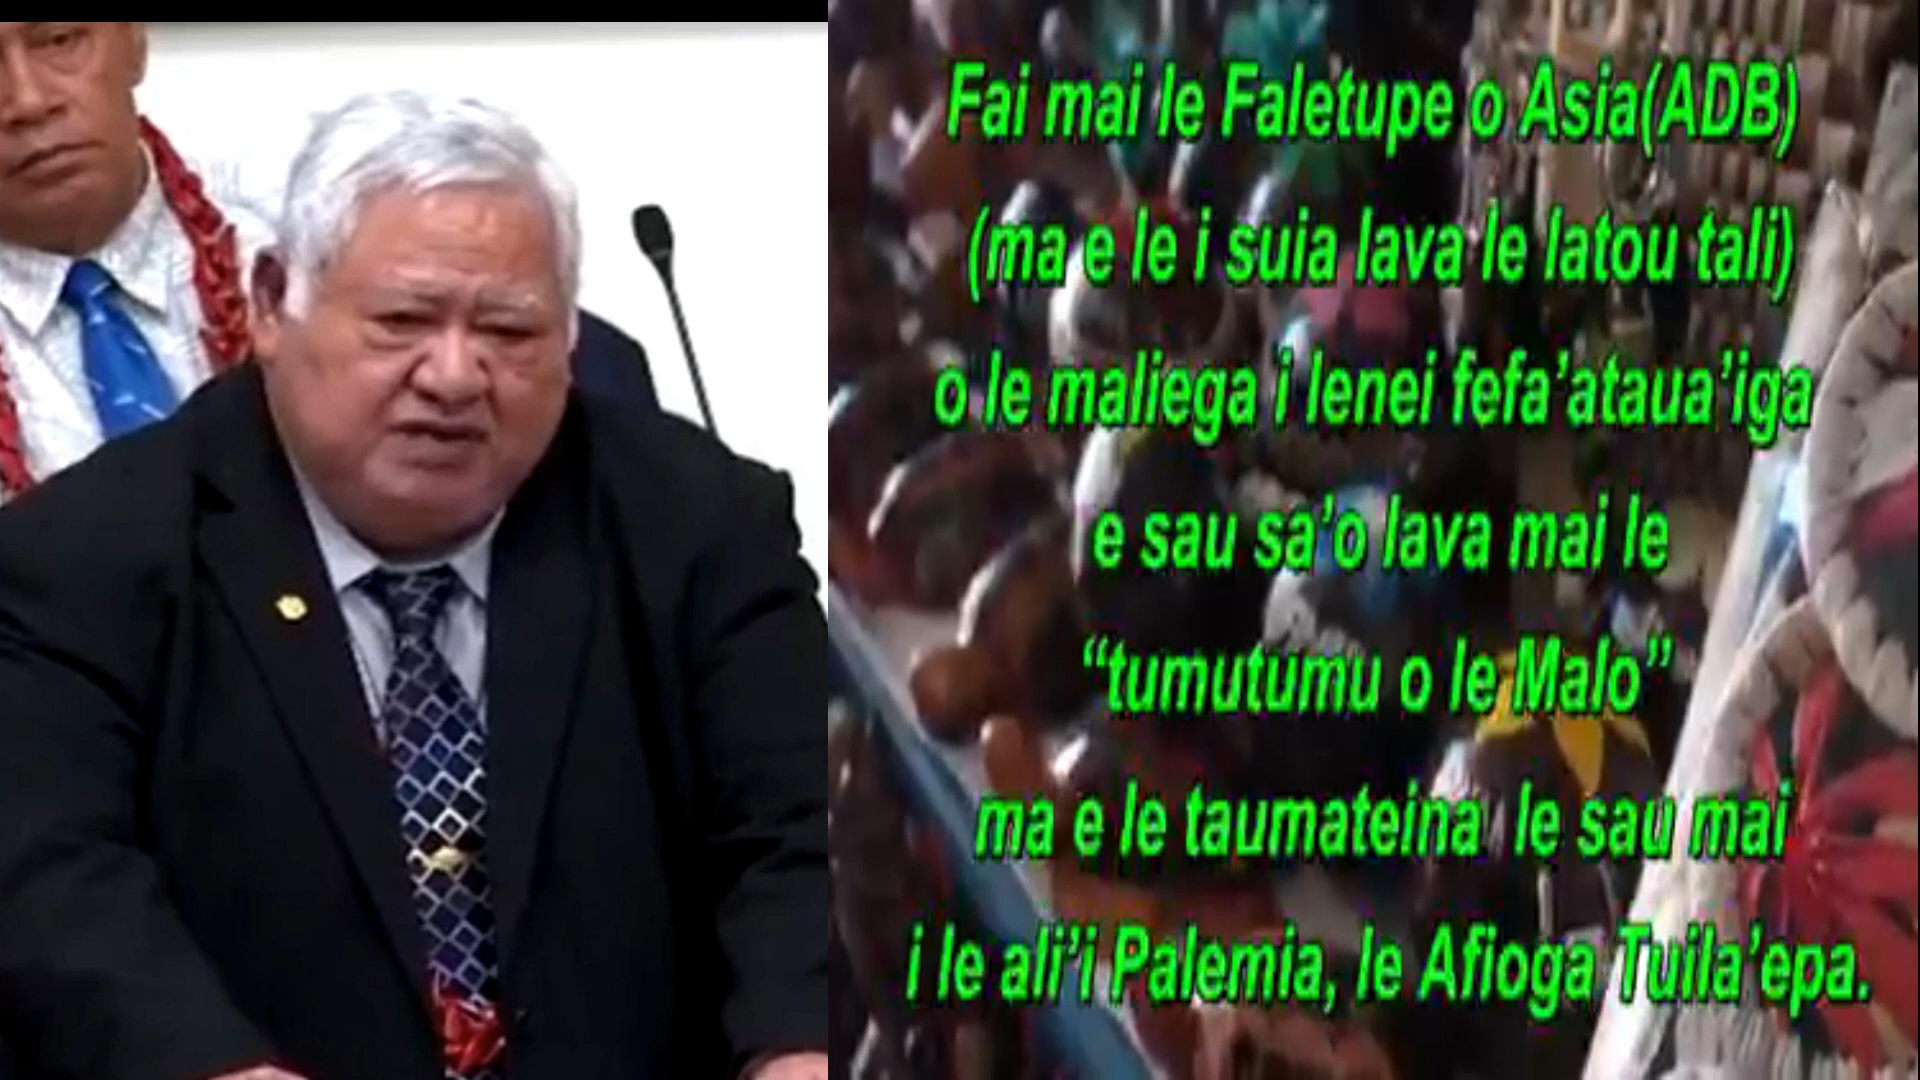 Fai mai le Faletupe o Asia(ADB)
(ma e le i suia lava le latou tali)
o le maliega i lenei fefa’ataua’iga
e sau sa’o lava mai le
“tumutumu o le Malo”
ma e le taumateina le sau mai
i le ali’i Palemia, le Afioga Tuila’epa.